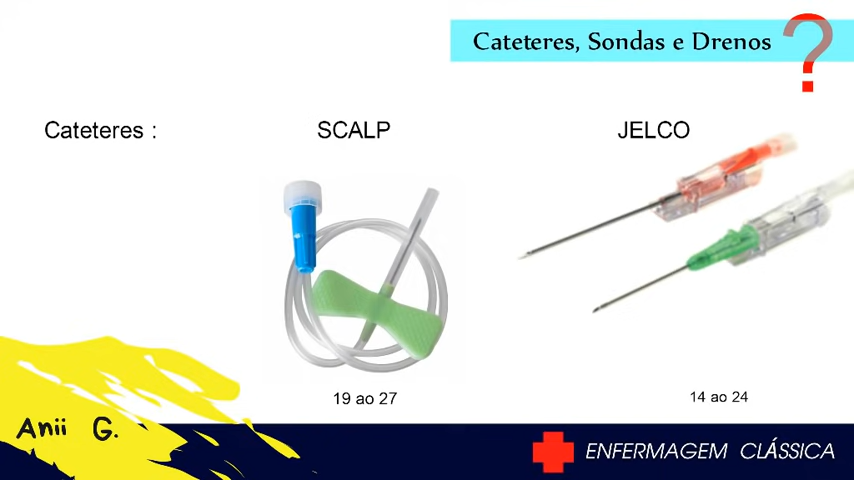 Cateteres, Sondas e Drenos
?
Cateteres :
SCALP
JELCO
19 ao 27
14 ao 24
Anii G.
ENFERMAGEM CLÁSSICA